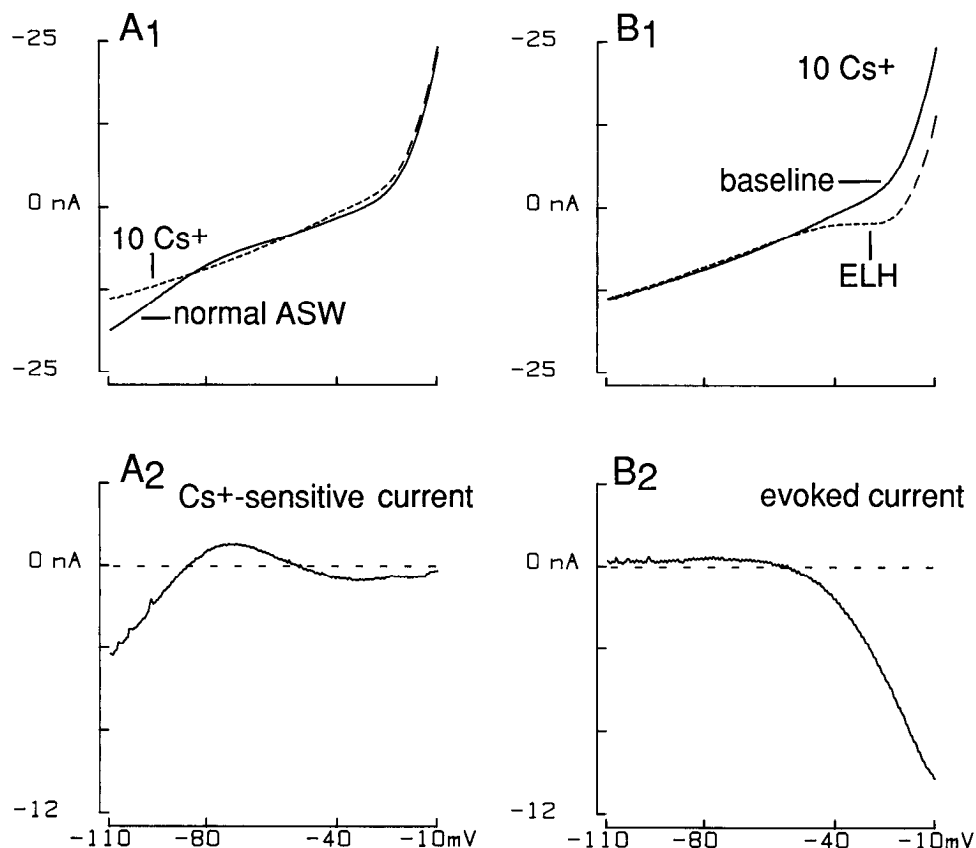 A1
-25
0 nA
-25
10 Cs+
normal ASW
B1
-25
0 nA
-25
10 Cs+
baseline
ELH
A2
Cs+-sensitive current
0 nA
-12
-110
-80
-40
-10mV
B2
evoked current
0 nA
-12
-110
-80
-40
-10mV